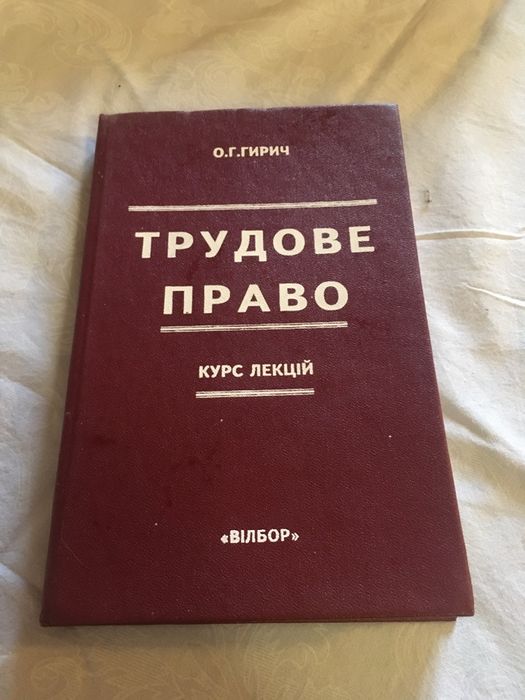 О.Г.ГИРИЧ
ТРУДОВЕ
ПРАВО
КУРС ЛЕКЦІЙ
«ВІЛБОР»